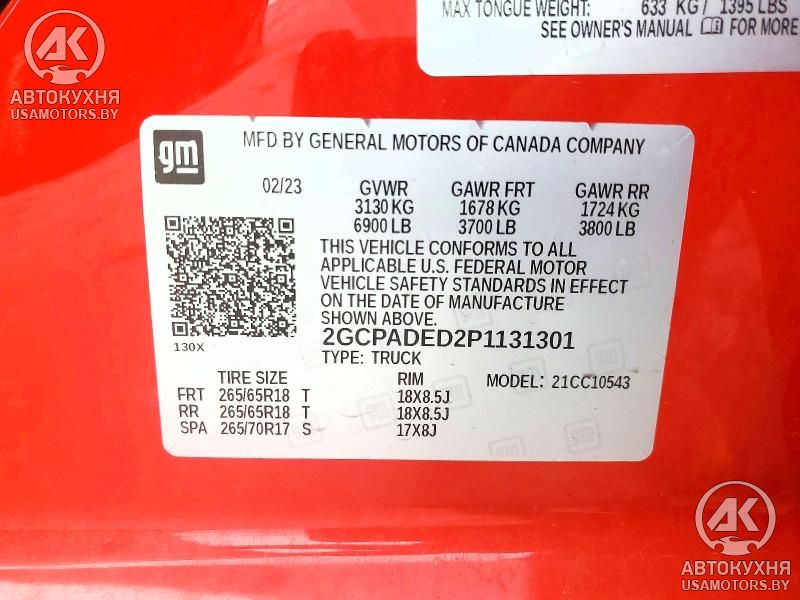 MAX TONGUE WEIGHT: 633 KG / 1395 LBS
SEE OWNER'S MANUAL FOR MORE
AK
АВТОКУХНЯ
USAMOTORS.BY
gm
MFD BY GENERAL MOTORS OF CANADA COMPANY
02/23 GVWR GAWR FRT GAWR RR
3130 KG 1678 KG 1724 KG
6900 LB 3700 LB 3800 LB
THIS VEHICLE CONFORMS TO ALL
APPLICABLE U.S. FEDERAL MOTOR
VEHICLE SAFETY STANDARDS IN EFFECT
ON THE DATE OF MANUFACTURE
SHOWN ABOVE.
130X
2GCPADED2P1131301
TYPE: TRUCK
TIRE SIZE RIM MODEL: 21CC10543
FRT 265/65R18 T 18X8.5J
RR 265/65R18 T 18X8.5J
SPA 265/70R17 S 17X8J
AK
АВТОКУХНЯ
USAMOTORS.BY